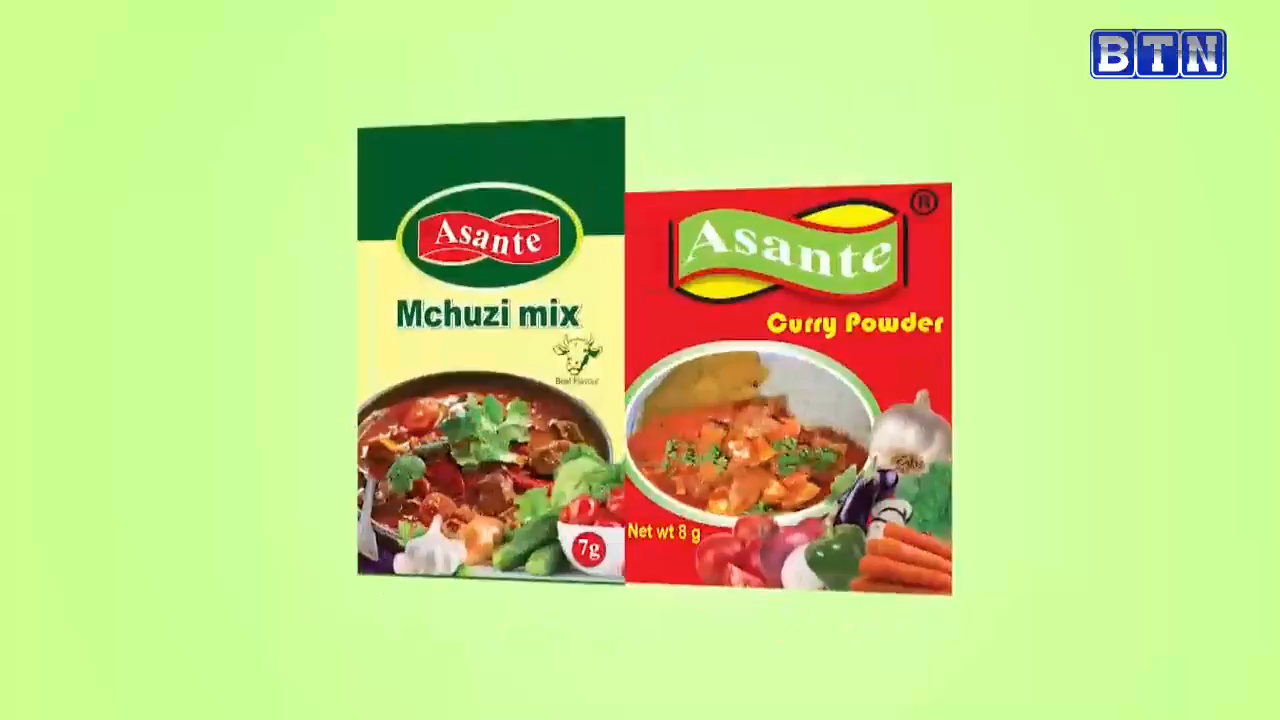 BTN
Asante
Mchuzi mix
Beef Flavour
7g
Asante
®
Curry Powder
Net wt 8 g